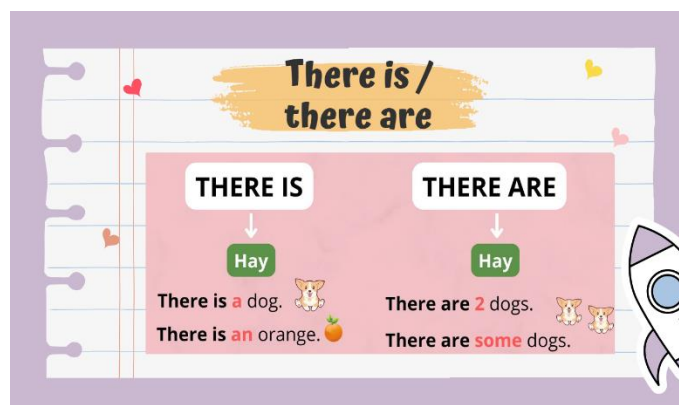 There is /
there are
THERE IS
Hay
There is a dog.
There is an orange.
THERE ARE
Hay
There are 2 dogs.
There are some dogs.